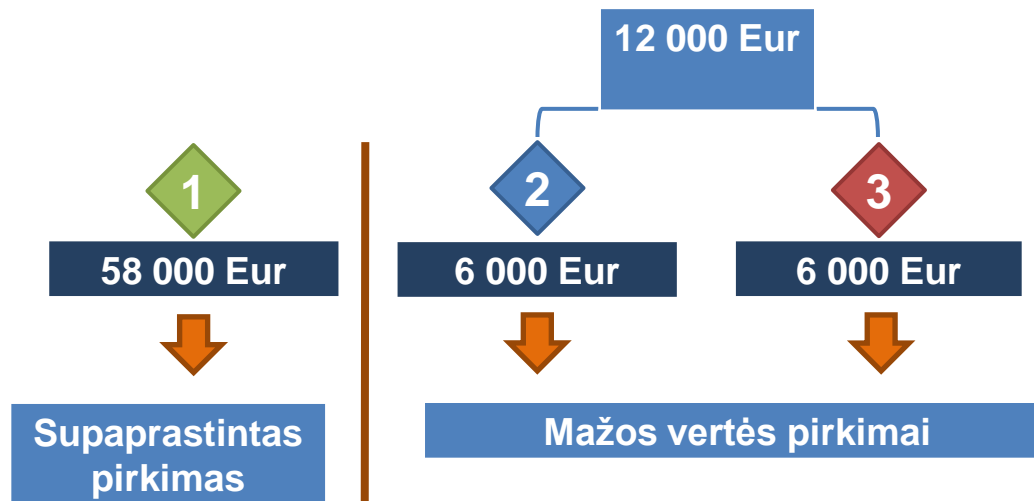 12 000 Eur
1
2
3
58 000 Eur
6 000 Eur
6 000 Eur
Supaprastintas
pirkimas
Mažos vertės pirkimai